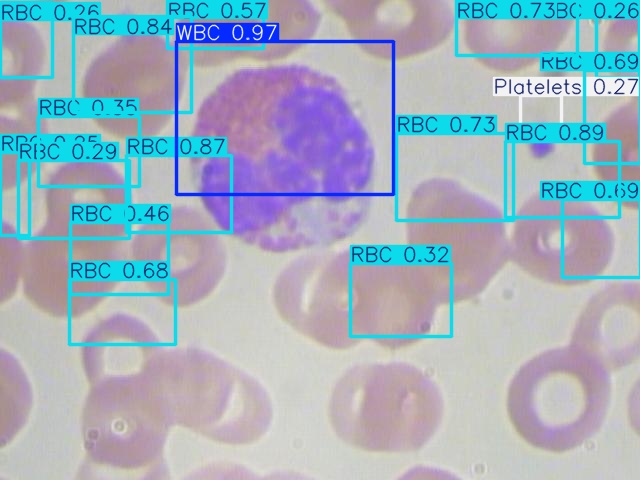 RBC 0.26
RBC 0.57
RBC 0.73
RBC 0.26
RBC 0.84
WBC 0.97
RBC 0.69
Platelets 0.27
RBC 0.35
RBC 0.73
RBC 0.89
RBC 0.29
RBC 0.87
RBC 0.69
RBC 0.46
RBC 0.32
RBC 0.68